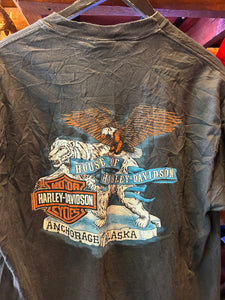 HOUSE OF
HARLEY-DAVIDSON
MOTOR
HARLEY-DAVIDSON
CYCLES
ANCHORAGE, ALASKA